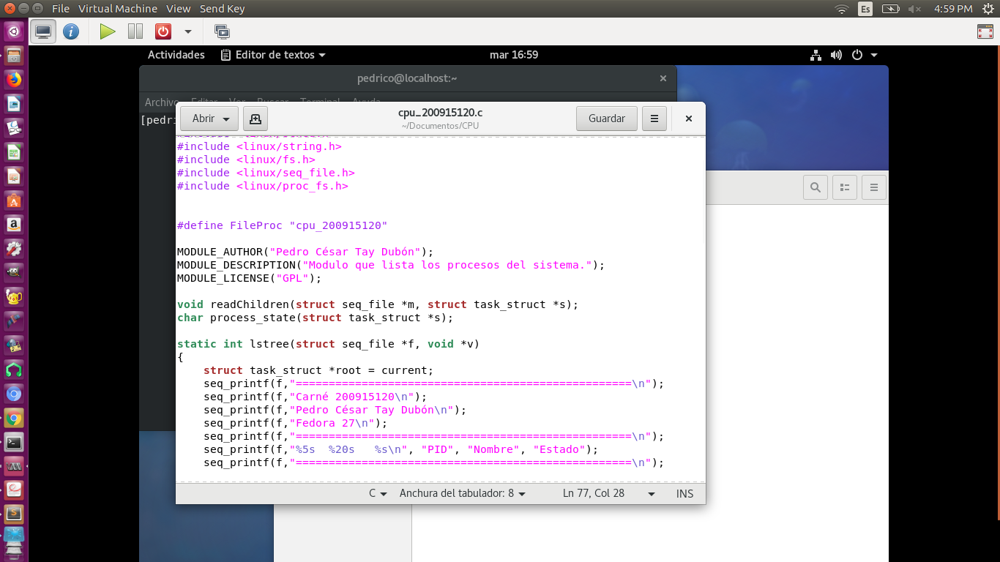 File Virtual Machine View Send Key
Es
4:59 PM
Actividades
Editor de textos
mar 16:59
pedrico@localhost:~
Archivo Editar Ver Buscar Terminal Ayuda
[pedri
Abrir
cpu_200915120.c
~/Documentos/CPU
Guardar
#include <linux/string.h>
#include <linux/fs.h>
#include <linux/seq_file.h>
#include <linux/proc_fs.h>
#define FileProc "cpu_200915120"
MODULE_AUTHOR("Pedro César Tay Dubón");
MODULE_DESCRIPTION("Modulo que lista los procesos del sistema.");
MODULE_LICENSE("GPL");
void readChildren(struct seq_file *m, struct task_struct *s);
char process_state(struct task_struct *s);
static int lstree(struct seq_file *f, void *v)
{
    struct task_struct *root = current;
    seq_printf(f,"===================================================\n");
    seq_printf(f,"Carné 200915120\n");
    seq_printf(f,"Pedro César Tay Dubón\n");
    seq_printf(f,"Fedora 27\n");
    seq_printf(f,"===================================================\n");
    seq_printf(f,"%5s  %20s   %s\n", "PID", "Nombre", "Estado");
    seq_printf(f,"===================================================\n");
C
Anchura del tabulador: 8
Ln 77, Col 28
INS